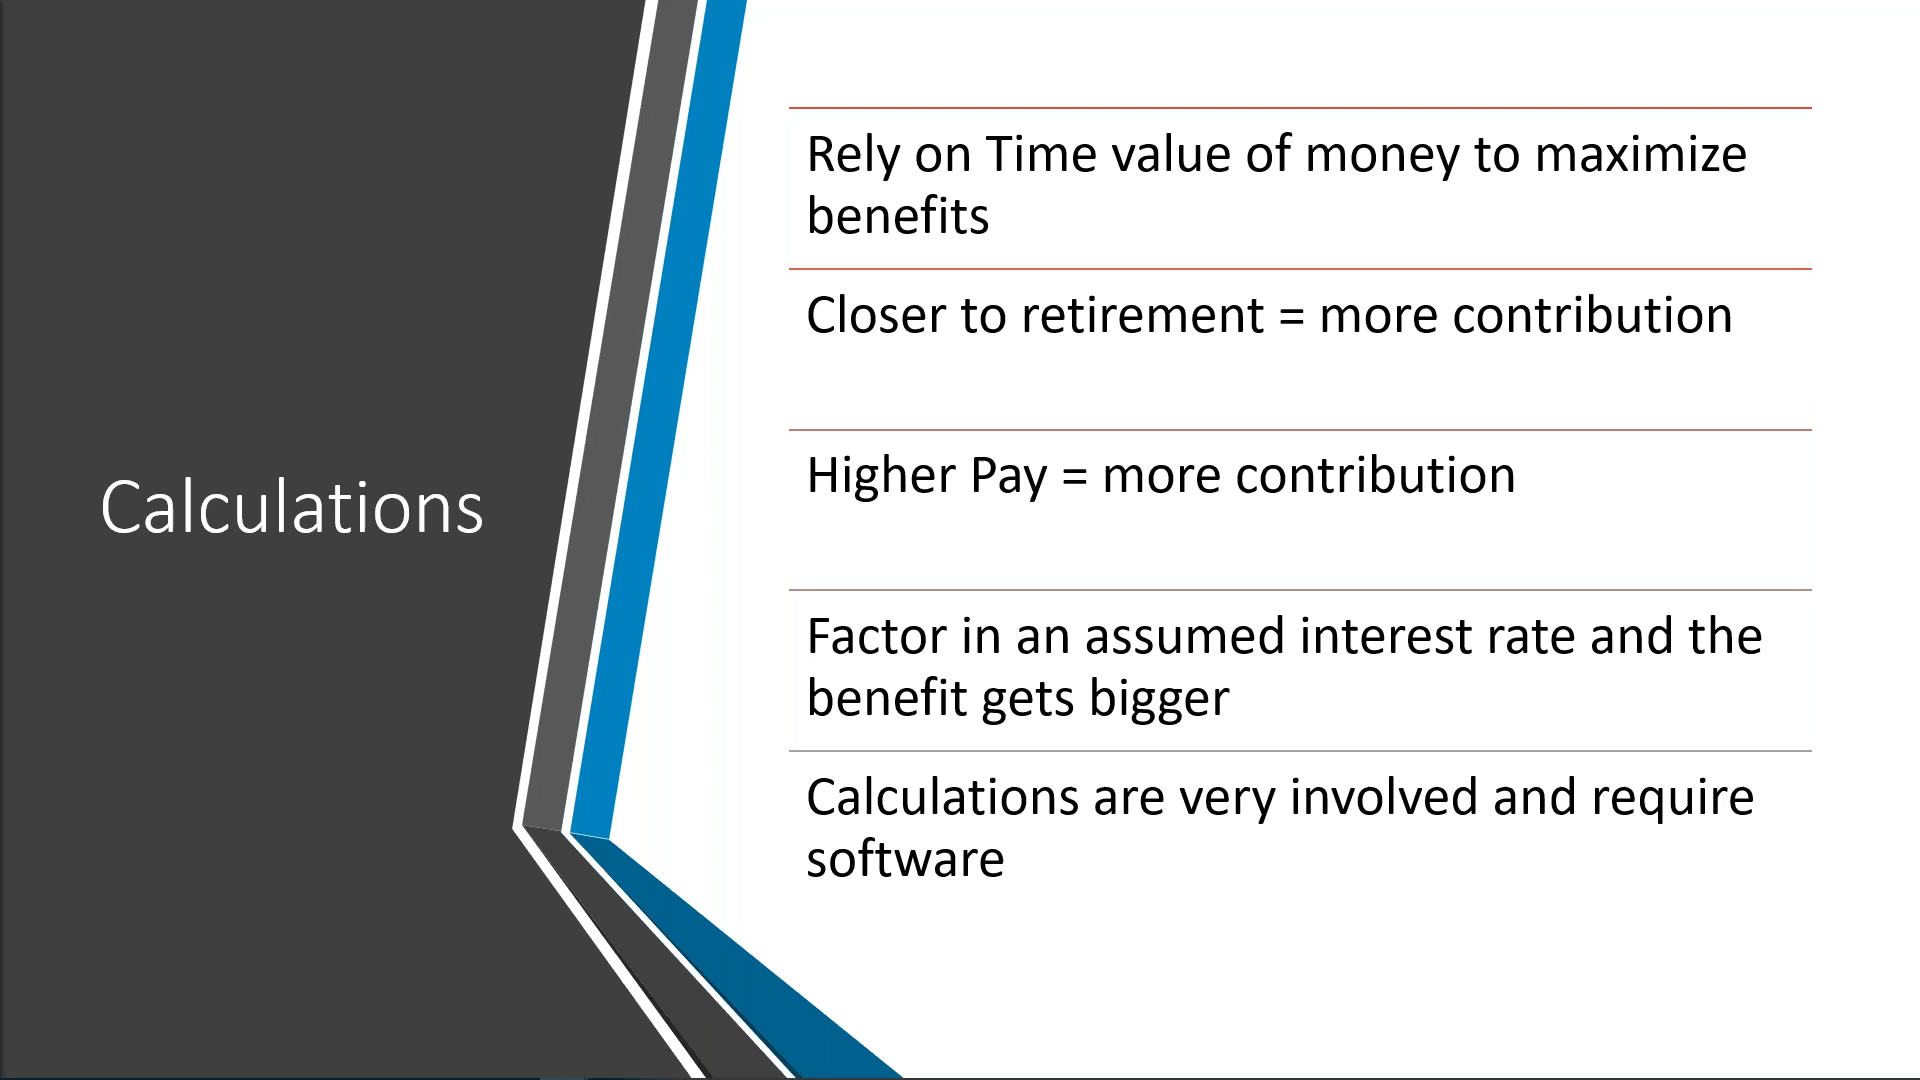 Calculations
Rely on Time value of money to maximize
benefits
Closer to retirement = more contribution
Higher Pay = more contribution
Factor in an assumed interest rate and the
benefit gets bigger
Calculations are very involved and require
software